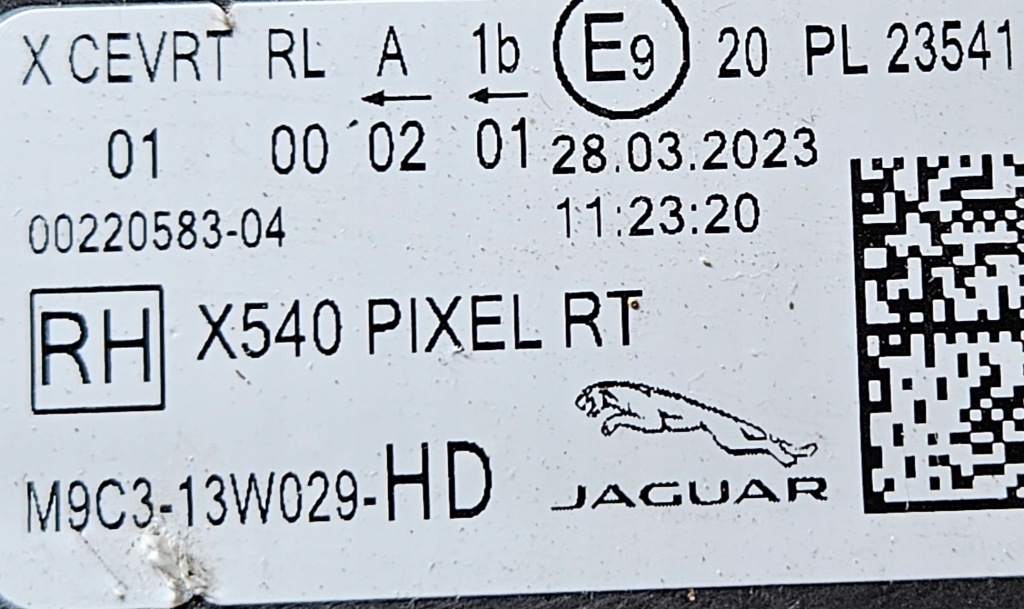 X CEVRT RL A 1b E9 20 PL 23541
← ←
01 00 02 01 28.03.2023
00220583-04 11:23:20
RH X540 PIXEL RT
M9C3-13W029-HD JAGUAR